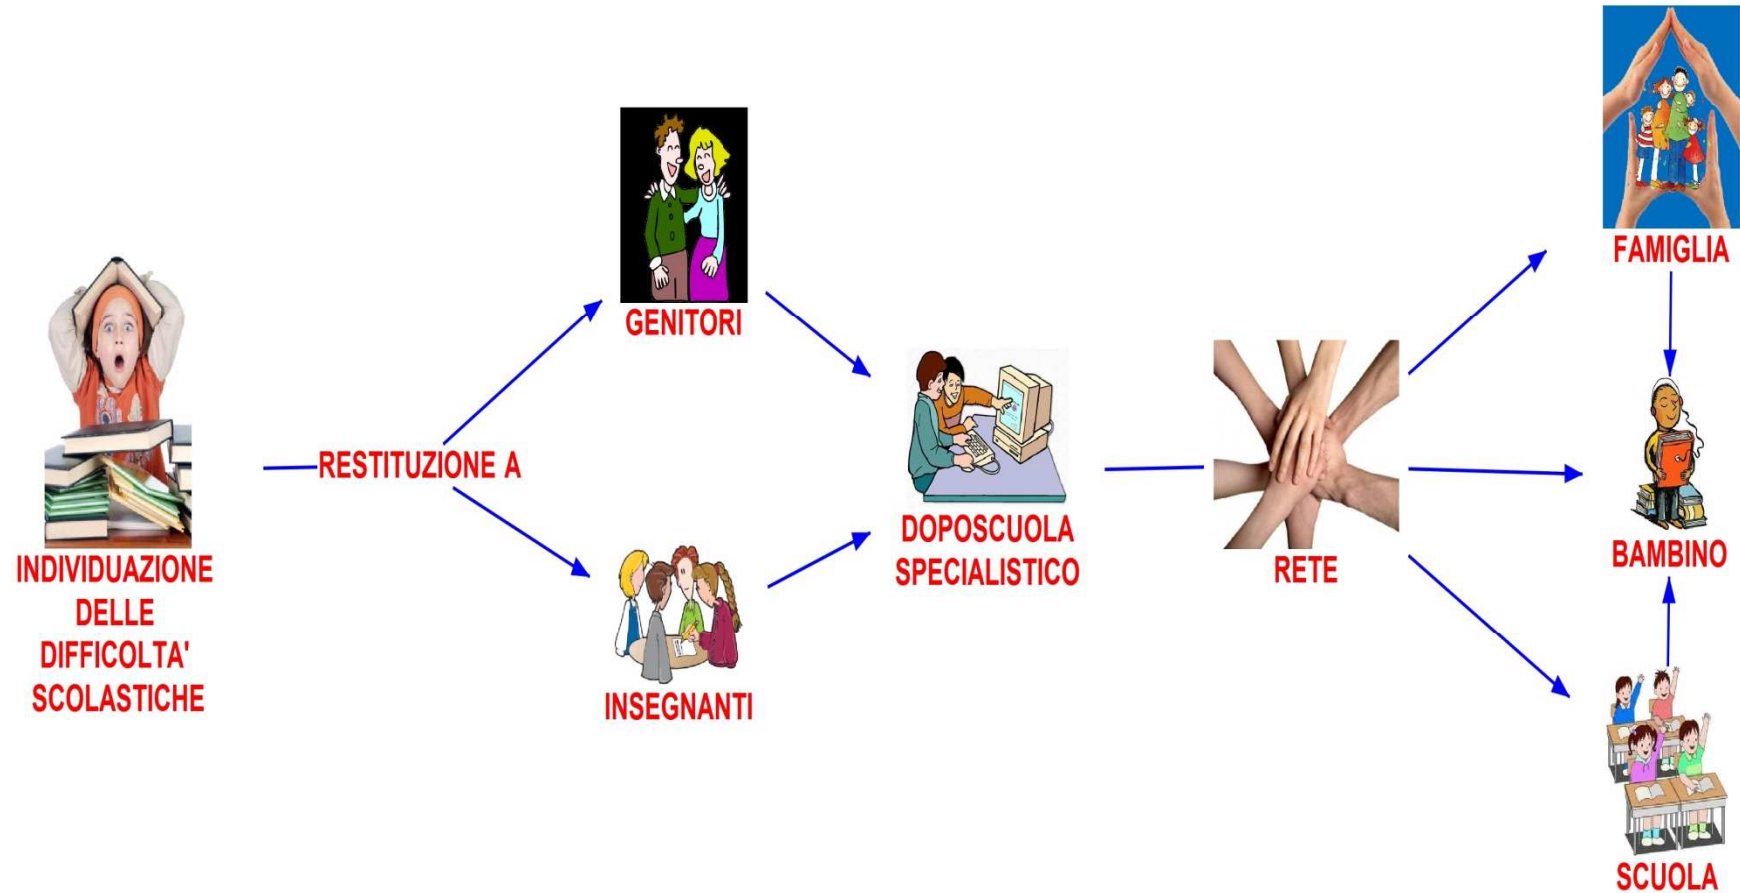 INDIVIDUAZIONE
DELLE
DIFFICOLTA'
SCOLASTICHE
RESTITUZIONE A
GENITORI
INSEGNANTI
DOPOSCUOLA
SPECIALISTICO
RETE
FAMIGLIA
BAMBINO
SCUOLA